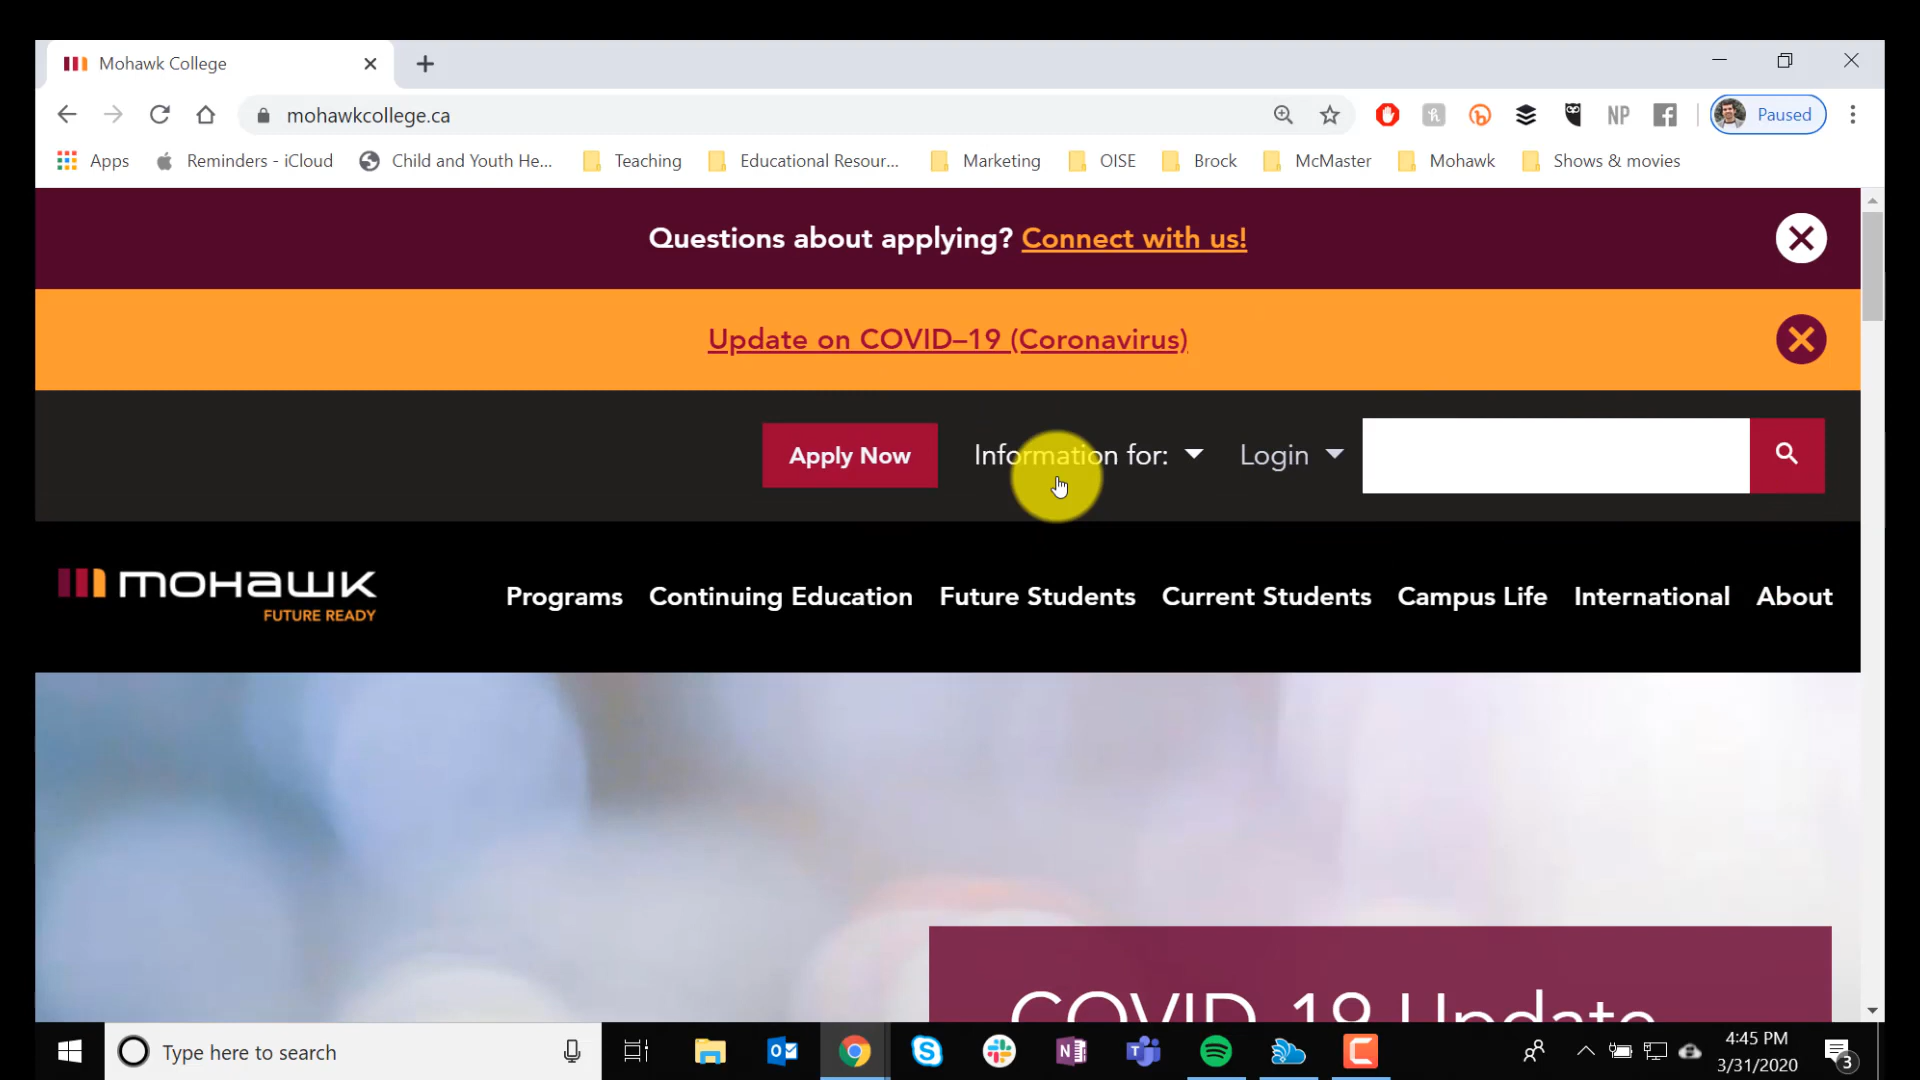 Mohawk College
mohawkcollege.ca
NP
Paused
Apps
Reminders - iCloud
Child and Youth He...
Teaching
Educational Resour...
Marketing
OISE
Brock
McMaster
Mohawk
Shows & movies
Questions about applying? Connect with us!
Update on COVID–19 (Coronavirus)
Apply Now
Information for:
Login
MOHAWK
FUTURE READY
Programs
Continuing Education
Future Students
Current Students
Campus Life
International
About
COVID-19 Update
Type here to search
4:45 PM
3/31/2020
3